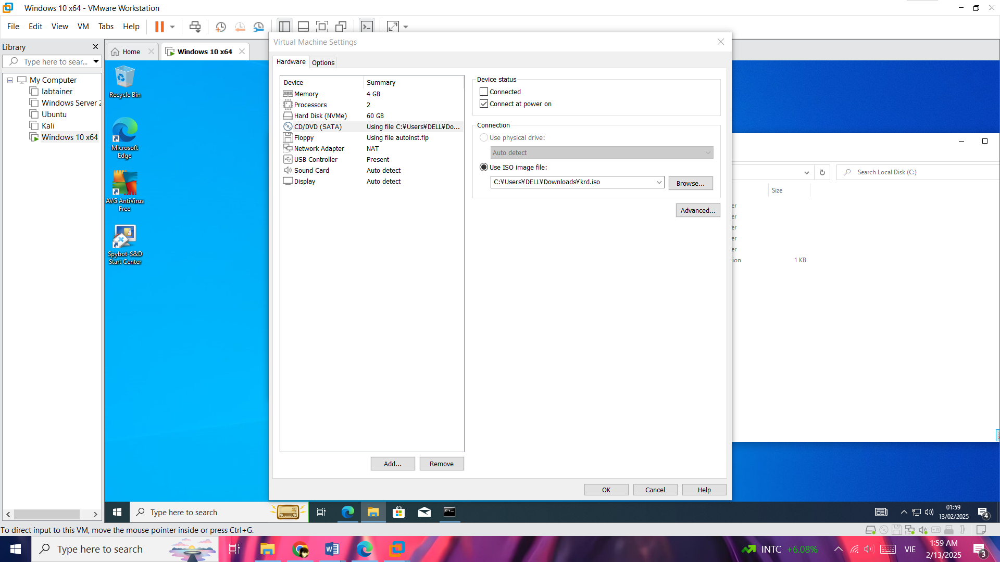 Windows 10 x64 - VMware Workstation
File Edit View VM Tabs Help
Library
Type here to sear...
My Computer
labtainer
Windows Server 2
Ubuntu
Kali
Windows 10 x64
Home
Windows 10 x64
Recycle Bin
Microsoft
Edge
AVG AntiVirus
Free
Spybot-S&D
Start Center
Virtual Machine Settings
Hardware
Options
Device Summary
Memory 4 GB
Processors 2
Hard Disk (NVMe) 60 GB
CD/DVD (SATA) Using file C:¥Users¥DELL¥Do...
Floppy Using file autoinst.flp
Network Adapter NAT
USB Controller Present
Sound Card Auto detect
Display Auto detect
Add...
Remove
Device status
Connected
Connect at power on
Connection
Use physical drive:
Auto detect
Use ISO image file:
C:¥Users¥DELL¥Downloads¥krd.iso
Browse...
Advanced...
OK
Cancel
Help
Search Local Disk (C:)
Size
er
er
er
er
er
ion 1 KB
Type here to search
01:59
13/02/2025
4
To direct input to this VM, move the mouse pointer inside or press Ctrl+G.
Type here to search
INTC +6.08%
VIE
1:59 AM
2/13/2025
3